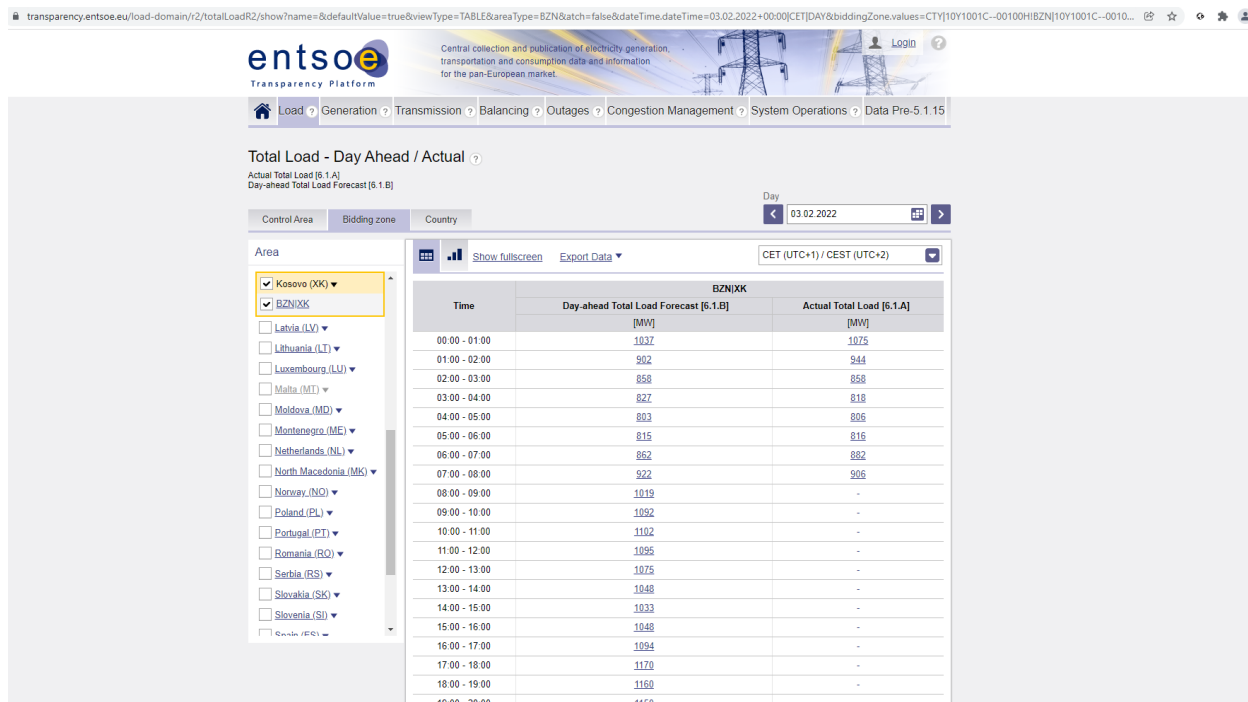 transparency.entsoe.eu/load-domain/r2/totalLoadR2/show?name=&defaultValue=true&viewType=TABLE&areaType=BZN&atch=false&dateTime.dateTime=03.02.2022+00:00|CET|DAY&biddingZone.values=CTY|10Y1001C--00100H!BZN|10Y1001C--0010...
entsoe
Transparency Platform
Central collection and publication of electricity generation,
transportation and consumption data and information
for the pan-European market.
Login ?
Load ? Generation ? Transmission ? Balancing ? Outages ? Congestion Management ? System Operations ? Data Pre-5.1.15
Total Load - Day Ahead / Actual ?
Actual Total Load [6.1.A]
Day-ahead Total Load Forecast [6.1.B]
Day
03.02.2022
Control Area Bidding zone Country
Area
Kosovo (XK)
BZN|XK
Latvia (LV)
Lithuania (LT)
Luxembourg (LU)
Malta (MT)
Moldova (MD)
Montenegro (ME)
Netherlands (NL)
North Macedonia (MK)
Norway (NO)
Poland (PL)
Portugal (PT)
Romania (RO)
Serbia (RS)
Slovakia (SK)
Slovenia (SI)
Spain (ES)
Show fullscreen Export Data CET (UTC+1) / CEST (UTC+2)
BZN|XK
Time Day-ahead Total Load Forecast [6.1.B] Actual Total Load [6.1.A]
[MW] [MW]
00:00 - 01:00 1037 1075
01:00 - 02:00 902 944
02:00 - 03:00 858 858
03:00 - 04:00 827 818
04:00 - 05:00 803 806
05:00 - 06:00 815 816
06:00 - 07:00 862 882
07:00 - 08:00 922 906
08:00 - 09:00 1019 -
09:00 - 10:00 1092 -
10:00 - 11:00 1102 -
11:00 - 12:00 1095 -
12:00 - 13:00 1075 -
13:00 - 14:00 1048 -
14:00 - 15:00 1033 -
15:00 - 16:00 1048 -
16:00 - 17:00 1094 -
17:00 - 18:00 1170 -
18:00 - 19:00 1160 -